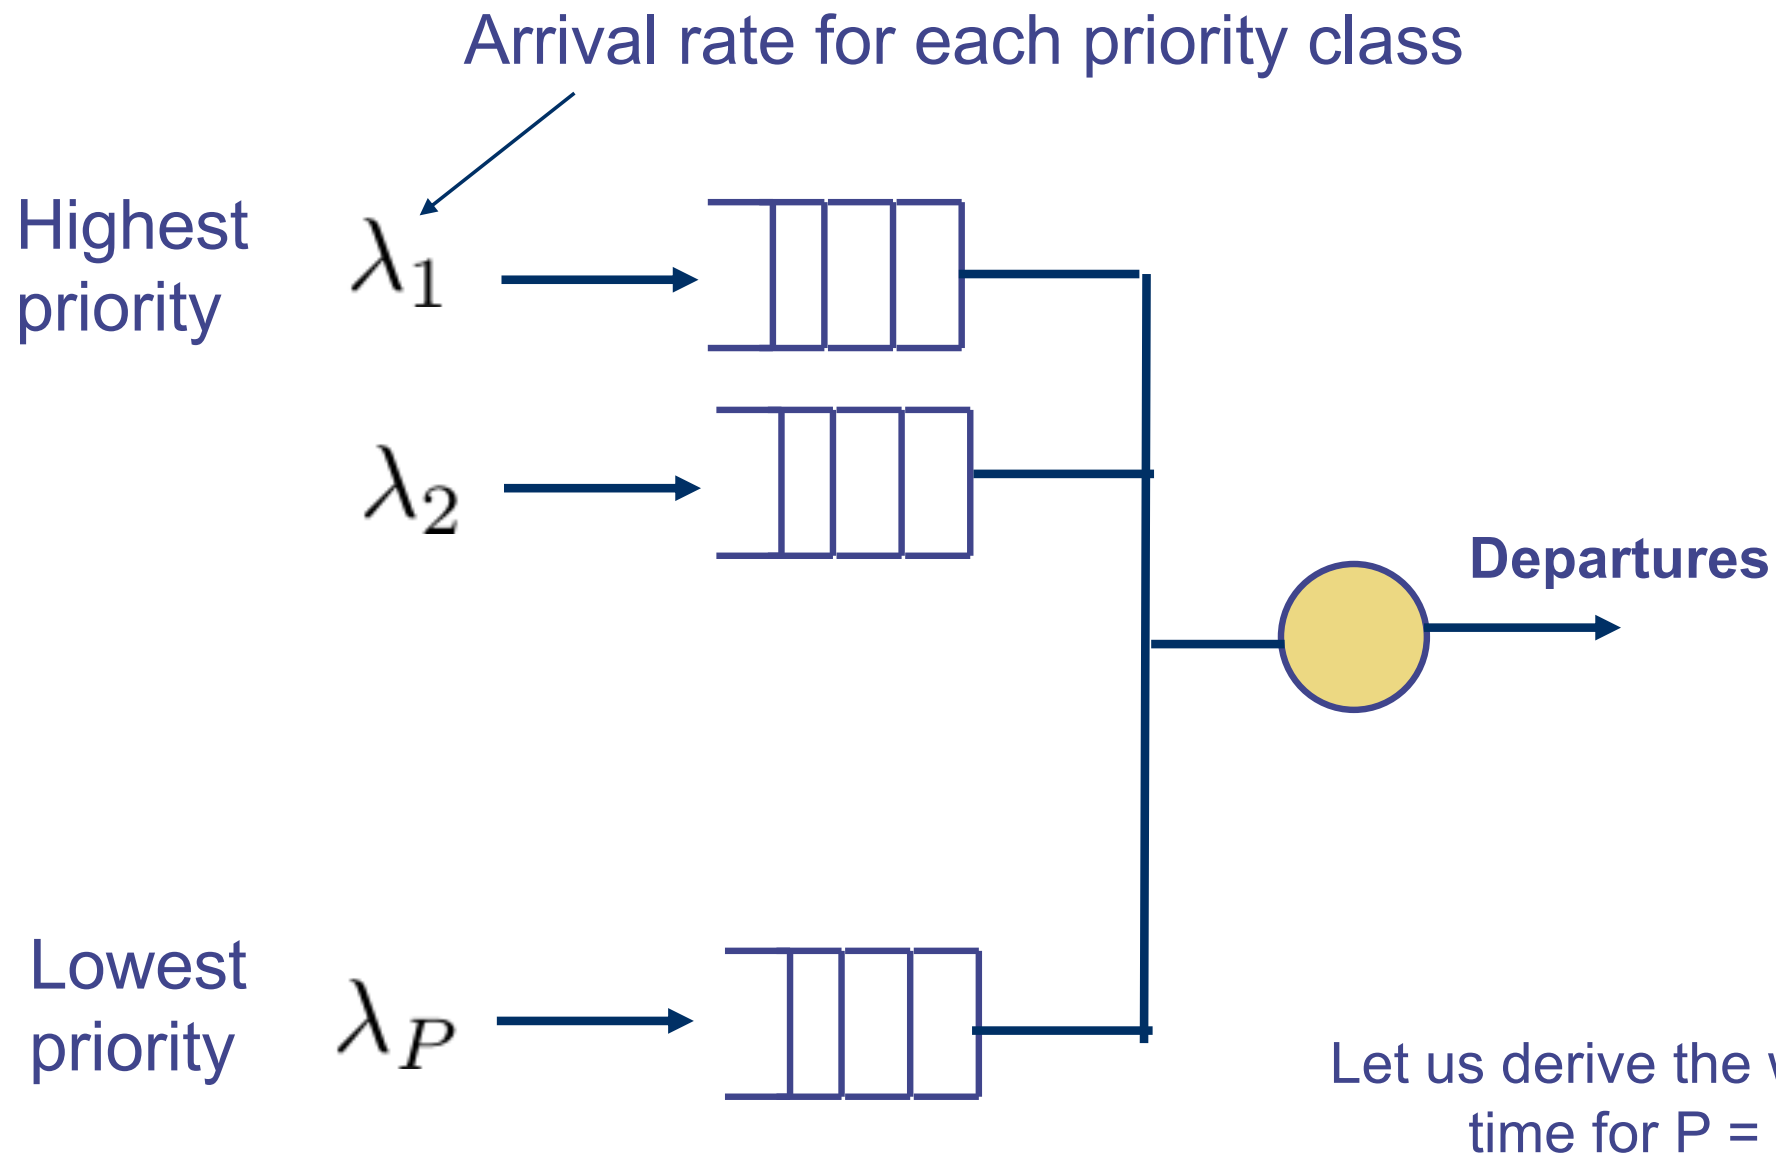 Arrival rate for each priority class
Highest
priority
λ₁
λ₂
Departures
Lowest
priority
λ_P
Let us derive the
time for P =